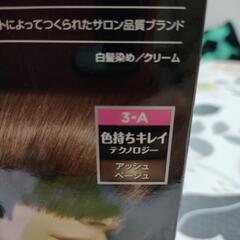 トによってつくられたサロン品質ブランド
白髪染め／クリーム
3-A
色持ちキレイ
テクノロジー
アッシュ
ベージュ